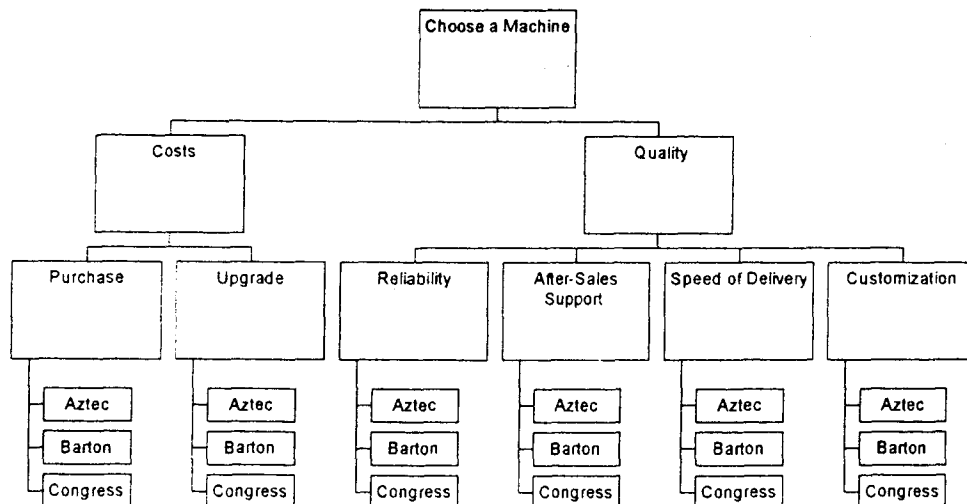 Choose a Machine
Costs
Quality
Purchase
Upgrade
Reliability
After-Sales
Support
Speed of Delivery
Customization
Aztec
Aztec
Aztec
Aztec
Aztec
Aztec
Barton
Barton
Barton
Barton
Barton
Barton
Congress
Congress
Congress
Congress
Congress
Congress